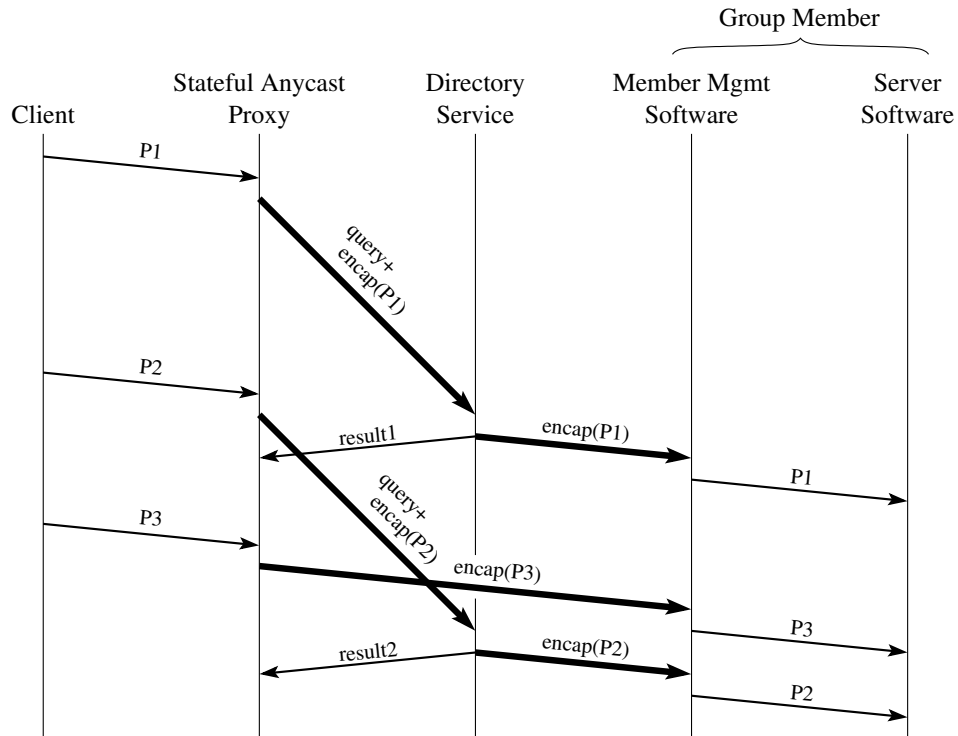 Group Member
Stateful Anycast
Directory
Member Mgmt
Server
Client
Proxy
Service
Software
Software
P1
query+
encap(P1)
P2
result1
encap(P1)
P1
query+
encap(P2)
P3
encap(P3)
P3
result2
encap(P2)
P2